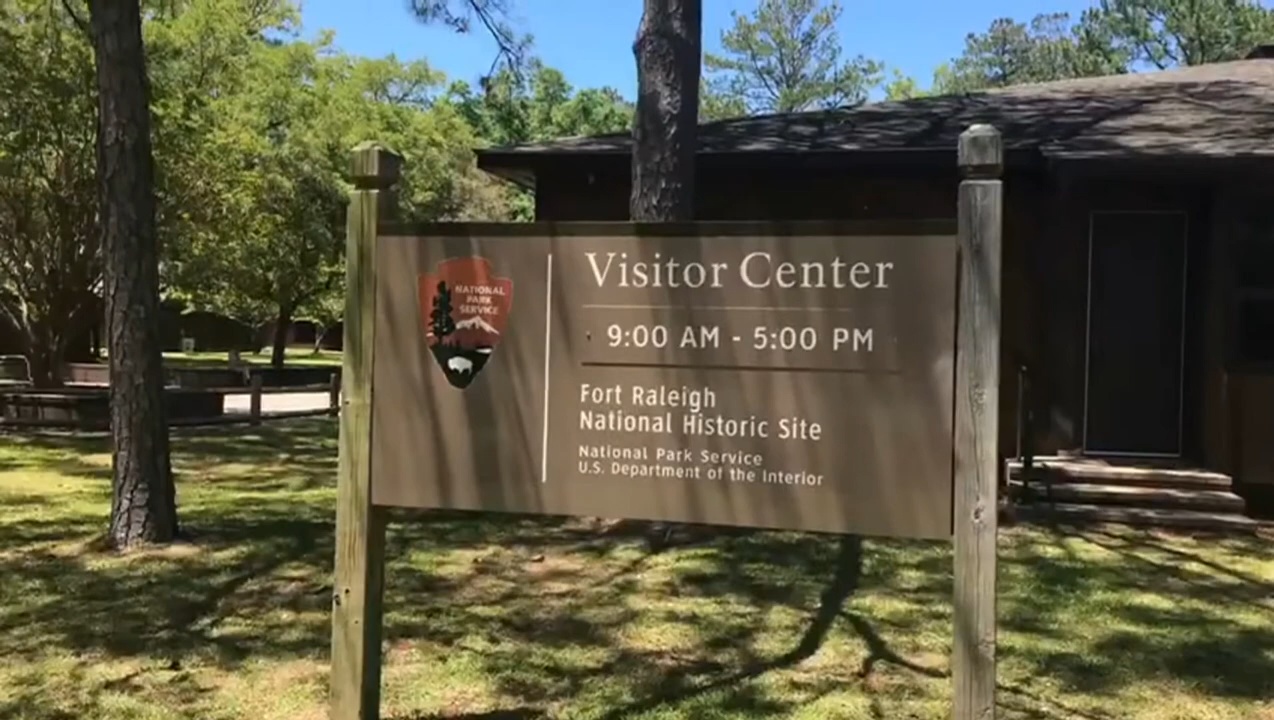 NATIONAL
PARK
SERVICE
Visitor Center
9:00 AM - 5:00 PM
Fort Raleigh
National Historic Site
National Park Service
U.S. Department of the Interior